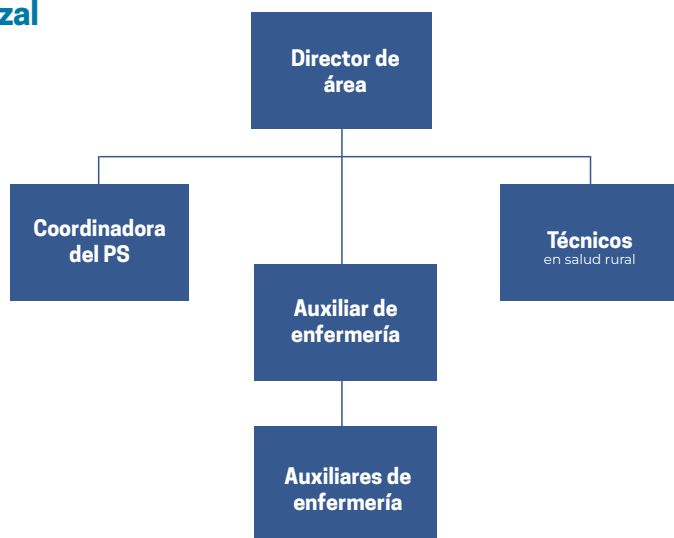 zal
Director de
área
Coordinadora
del PS
Técnicos
en salud rural
Auxiliar de
enfermería
Auxiliares de
enfermería